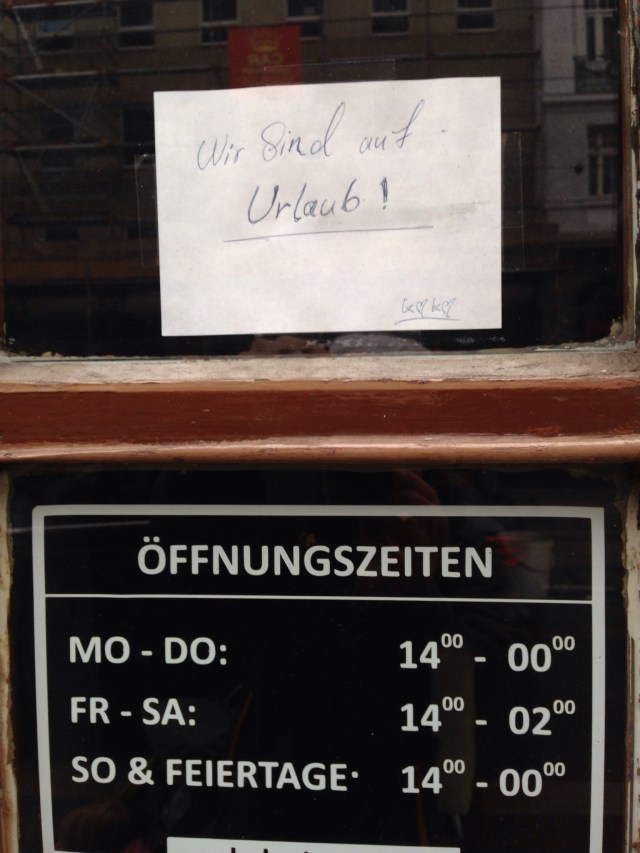 Wir sind auf
Urlaub!
ÖFFNUNGSZEITEN
MO - DO: 14⁰⁰ - 00⁰⁰
FR - SA: 14⁰⁰ - 02⁰⁰
SO & FEIERTAGE· 14⁰⁰ - 00⁰⁰